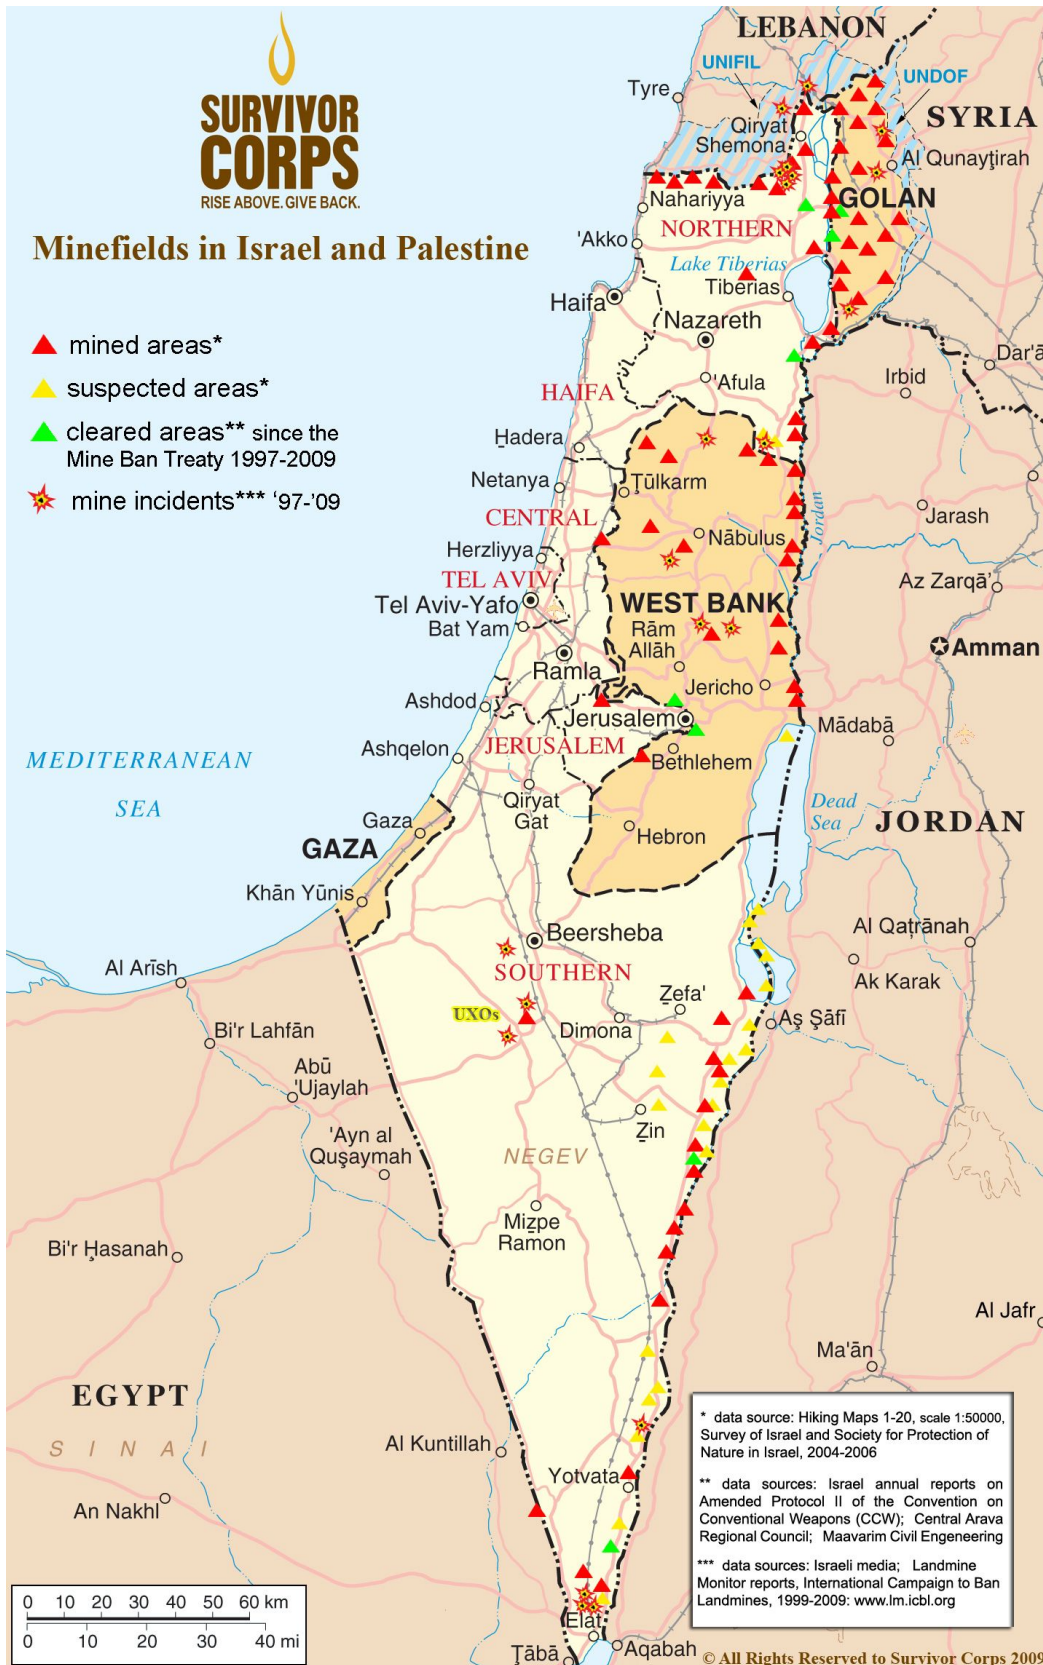 SURVIVOR
CORPS
RISE ABOVE. GIVE BACK.
Minefields in Israel and Palestine
mined areas*
suspected areas*
cleared areas** since the
Mine Ban Treaty 1997-2009
mine incidents*** ‘97-’09
LEBANON
UNIFIL
UNDOF
Tyre
SYRIA
Qiryat
Shemona
Al Qunayţirah
GOLAN
Nahariyya
NORTHERN
'Akko
Lake Tiberias
Tiberias
Haifa
Nazareth
Dar'ā
Irbid
'Afula
HAIFA
Ḥadera
Netanya
Ţūlkarm
CENTRAL
Jarash
Jordan
Nābulus
Herzliyya
TEL AVIV
Az Zarqā'
Tel Aviv-Yafo
WEST BANK
Bat Yam
Rām
Allāh
Amman
Ramla
Jericho
Ashdod
Jerusalem
Mādabā
JERUSALEM
Ashqelon
Bethlehem
MEDITERRANEAN
SEA
Qiryat
Gat
Dead
Sea
JORDAN
Gaza
GAZA
Hebron
Khān Yūnis
Beersheba
Al Qaţrānah
SOUTHERN
Al Arīsh
Ak Karak
Z̧efa'
UXOs
Dimona
Aş Şāfī
Bi'r Lahfān
Abū
'Ujaylah
Z̧in
'Ayn al
Quşaymah
NEGEV
Mizpe
Ramon
Bi'r Ḩasanah
Al Jafr
Ma'ān
EGYPT
SINAI
Al Kuntillah
An Nakhl
Yotvata
Elat
Ţābā
Aqabah
* data source: Hiking Maps 1-20, scale 1:50000,
Survey of Israel and Society for Protection of
Nature in Israel, 2004-2006
** data sources: Israel annual reports on
Amended Protocol II of the Convention on
Conventional Weapons (CCW); Central Arava
Regional Council; Maavarim Civil Engeneering
*** data sources: Israeli media; Landmine
Monitor reports, International Campaign to Ban
Landmines, 1999-2009: www.lm.icbl.org
0 10 20 30 40 50 60 km
0 10 20 30 40 mi
© All Rights Reserved to Survivor Corps 2009